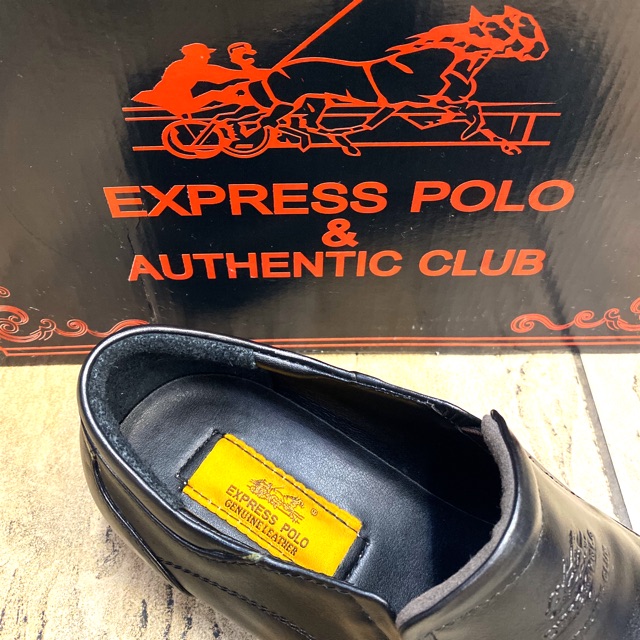 EXPRESS POLO
&
AUTHENTIC CLUB
EXPRESS POLO ®
GENUINE LEATHER